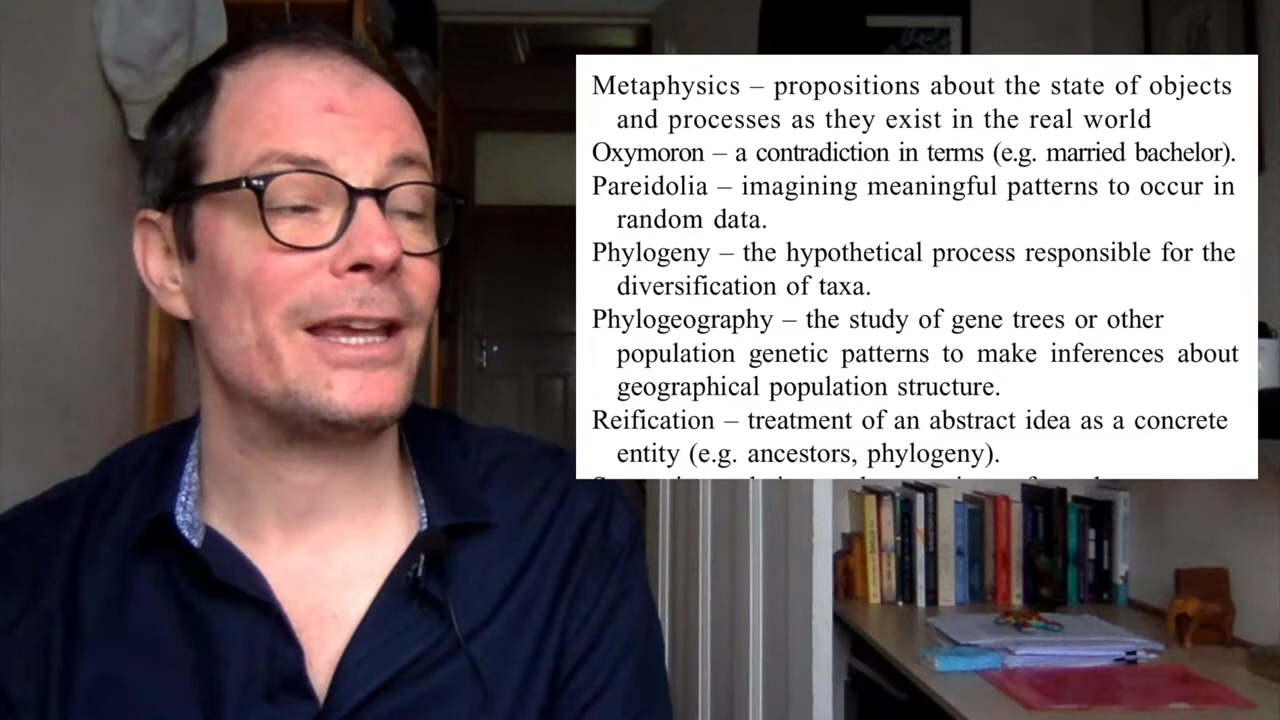 Metaphysics – propositions about the state of objects
and processes as they exist in the real world
Oxymoron – a contradiction in terms (e.g. married bachelor).
Pareidolia – imagining meaningful patterns to occur in
random data.
Phylogeny – the hypothetical process responsible for the
diversification of taxa.
Phylogeography – the study of gene trees or other
population genetic patterns to make inferences about
geographical population structure.
Reification – treatment of an abstract idea as a concrete
entity (e.g. ancestors, phylogeny).